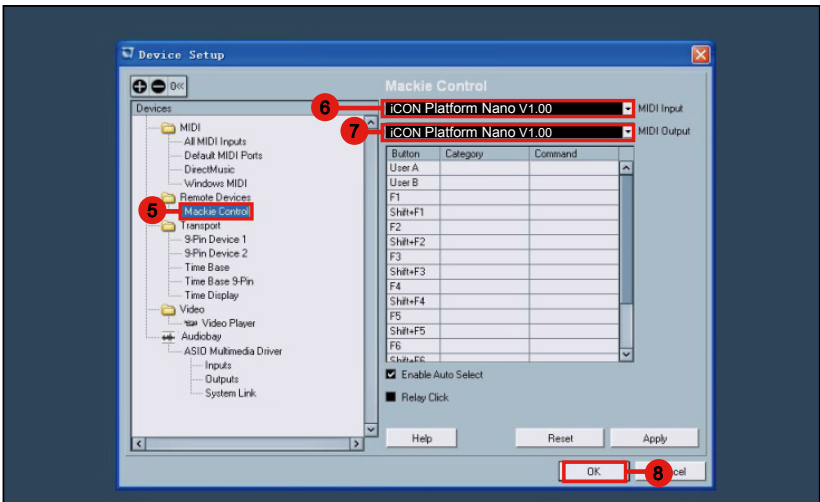 Device Setup
0«
Mackie Control
Devices
6
iCON Platform Nano V1.00
MIDI Input
7
iCON Platform Nano V1.00
MIDI Output
MIDI
All MIDI Inputs
Default MIDI Ports
DirectMusic
Windows MIDI
Remote Devices
5
Mackie Control
Transport
9-Pin Device 1
9-Pin Device 2
Time Base
Time Base 9-Pin
Time Display
Video
Video Player
Audiobay
ASIO Multimedia Driver
Inputs
Outputs
System Link
Button Category Command
User A
User B
F1
Shift+F1
F2
Shift+F2
F3
Shift+F3
F4
Shift+F4
F5
Shift+F5
F6
Shift+F6
Enable Auto Select
Relay Click
Help Reset Apply
OK 8 cel